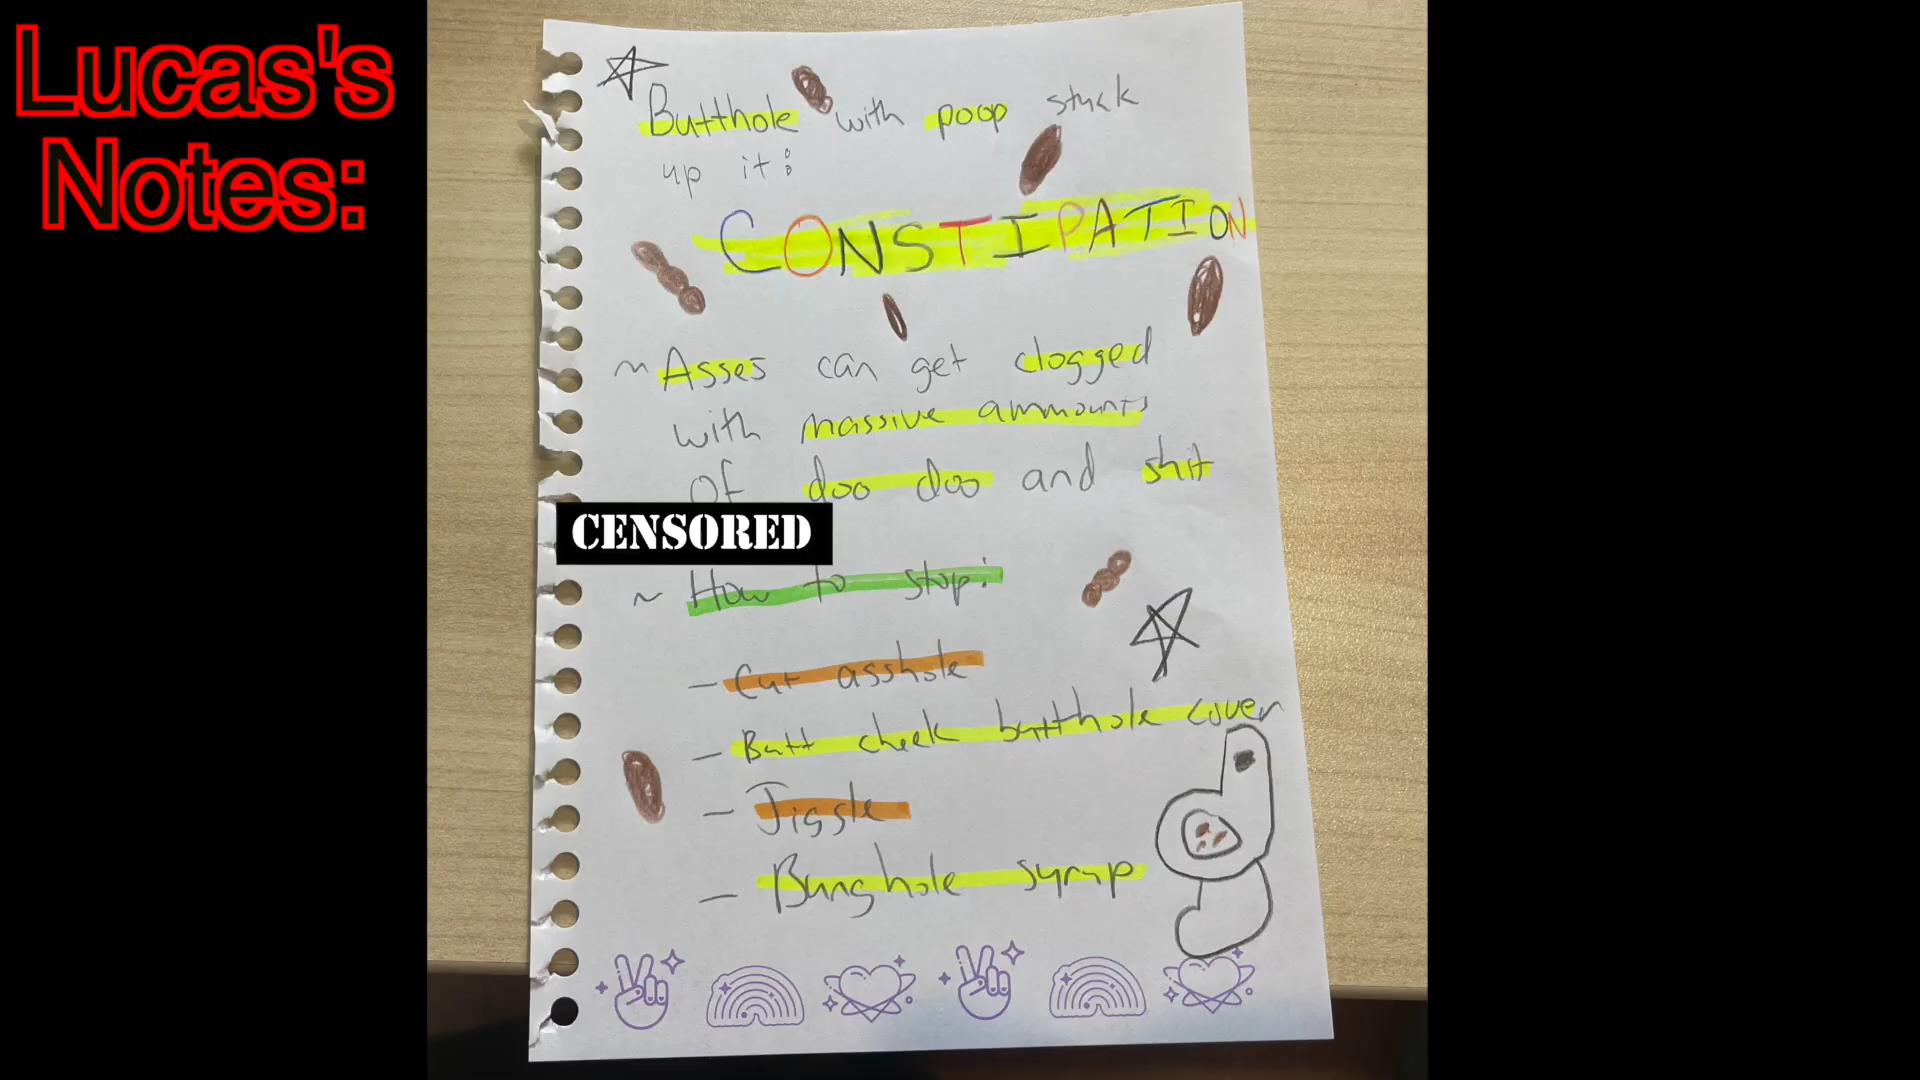 Lucas's
Notes:
Butthole with poop stuck
up it:
CONSTIPATION
~ Asses can get clogged
with massive ammounts
of doo doo and shit
CENSORED
~ How to stop:
- Cut asshole
- Butt cheek butthole cover
- Jiggle
- Bunghole syrup